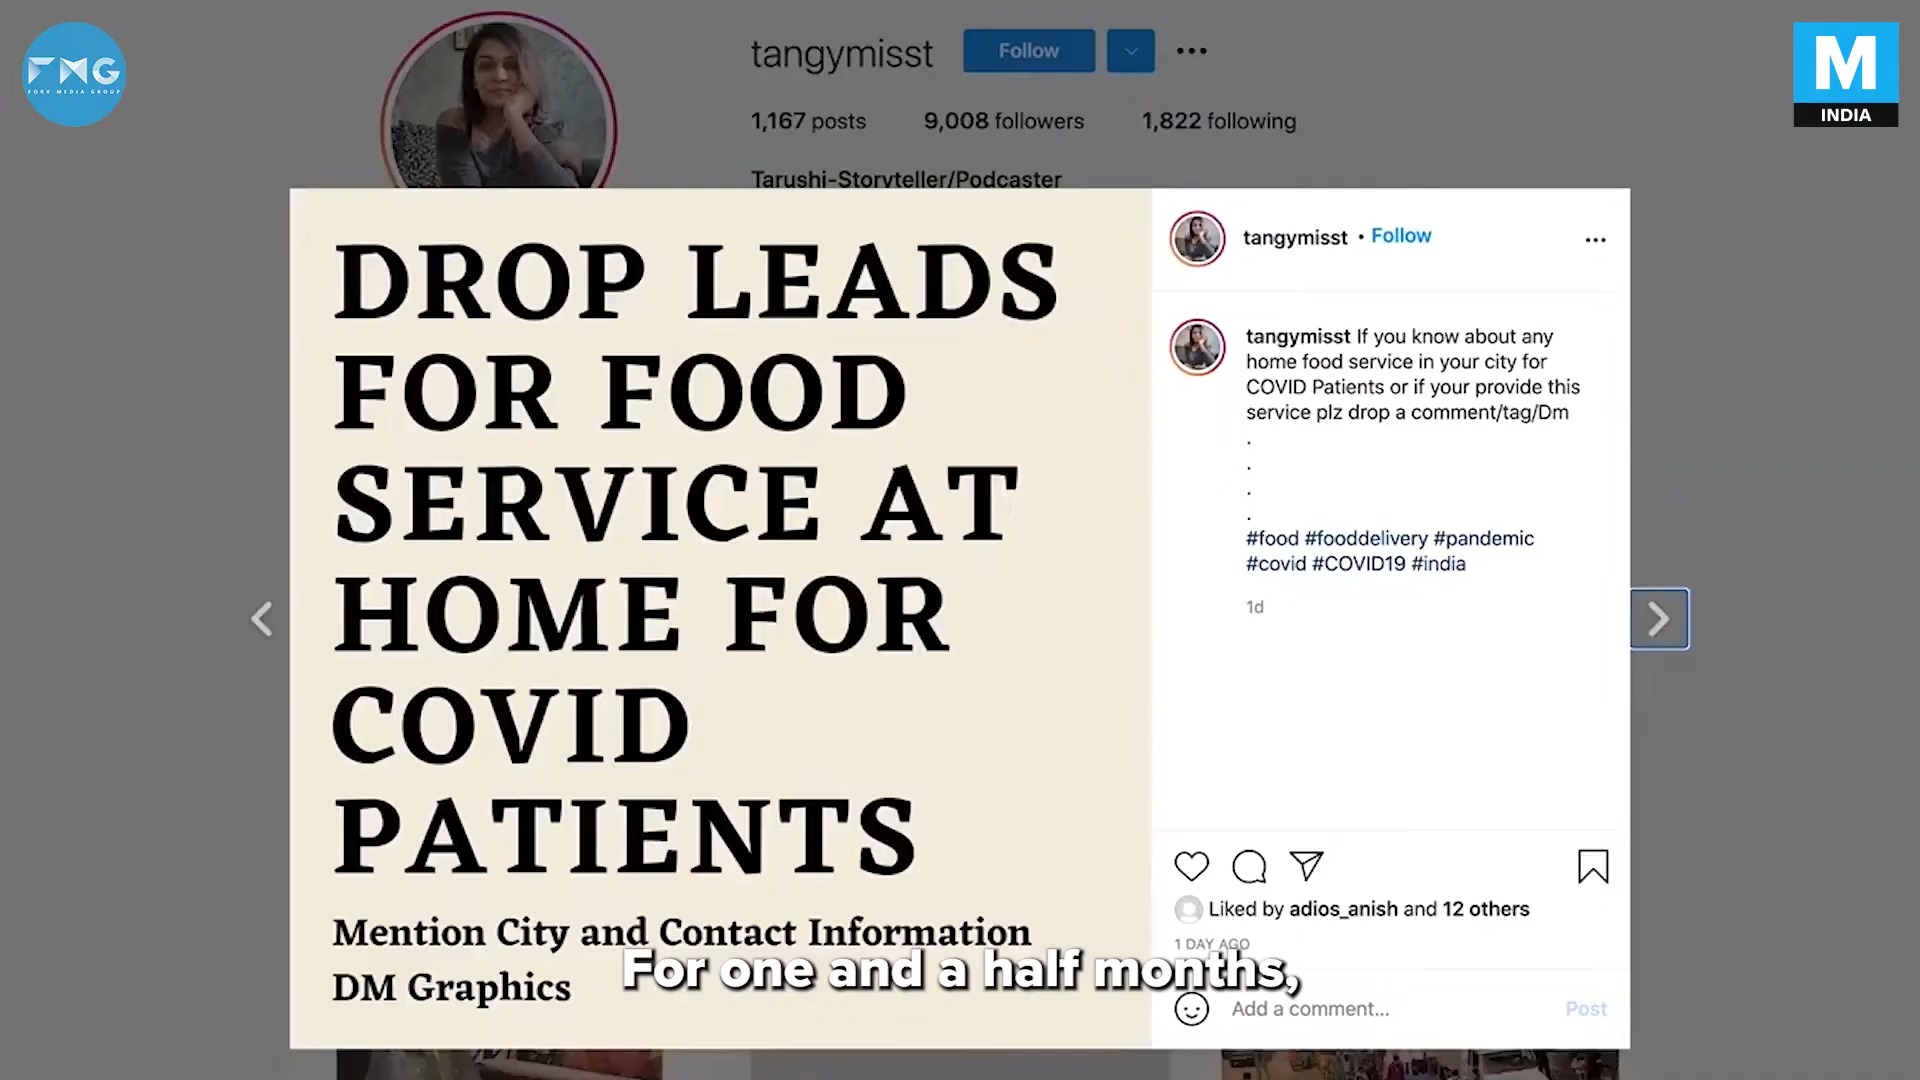 FMG
FORK MEDIA GROUP
tangymisst Follow
M
INDIA
1,167 posts 9,008 followers 1,822 following
Tarushi-Storyteller/Podcaster
DROP LEADS
FOR FOOD
SERVICE AT
HOME FOR
COVID
PATIENTS
Mention City and Contact Information
DM Graphics
tangymisst • Follow
tangymisst If you know about any
home food service in your city for
COVID Patients or if your provide this
service plz drop a comment/tag/Dm
.
.
.
.
#food #fooddelivery #pandemic
#covid #COVID19 #india
1d
Liked by adios_anish and 12 others
1 DAY AGO
For one and a half months,
Add a comment... Post